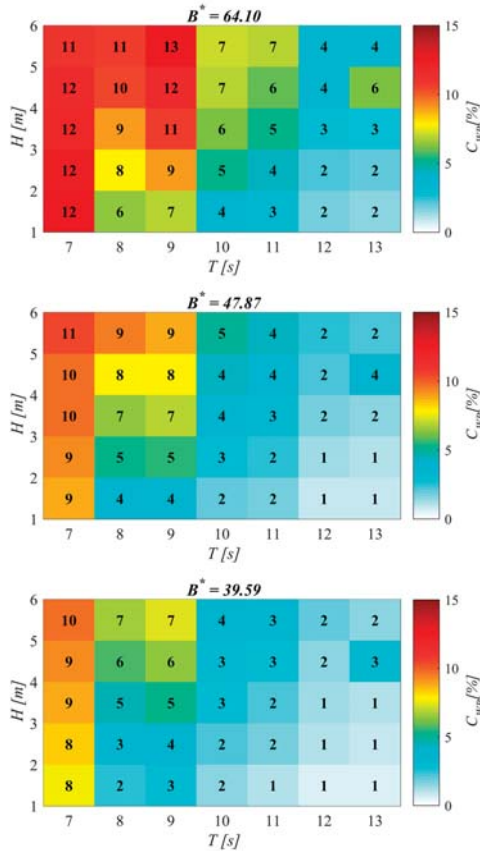 B* = 64.10
6 15
11 11 13 7 7 4 4
5
12 10 12 7 6 4 6 10
4
H [m] 12 9 11 6 5 3 3 C_wp[%]
3
12 8 9 5 4 2 2 5
2
12 6 7 4 3 2 2
1 0
7 8 9 10 11 12 13
T [s]
B* = 47.87
6 15
11 9 9 5 4 2 2
5
10 8 8 4 4 2 4 10
4
H [m] 10 7 7 4 3 2 2 C_wp[%]
3
9 5 5 3 2 1 1 5
2
9 4 4 2 2 1 1
1 0
7 8 9 10 11 12 13
T [s]
B* = 39.59
6 15
10 7 7 4 3 2 2
5
9 6 6 3 3 2 3 10
4
H [m] 9 5 5 3 2 1 1 C_wp[%]
3
8 3 4 2 2 1 1 5
2
8 2 3 2 1 1 1
1 0
7 8 9 10 11 12 13
T [s]